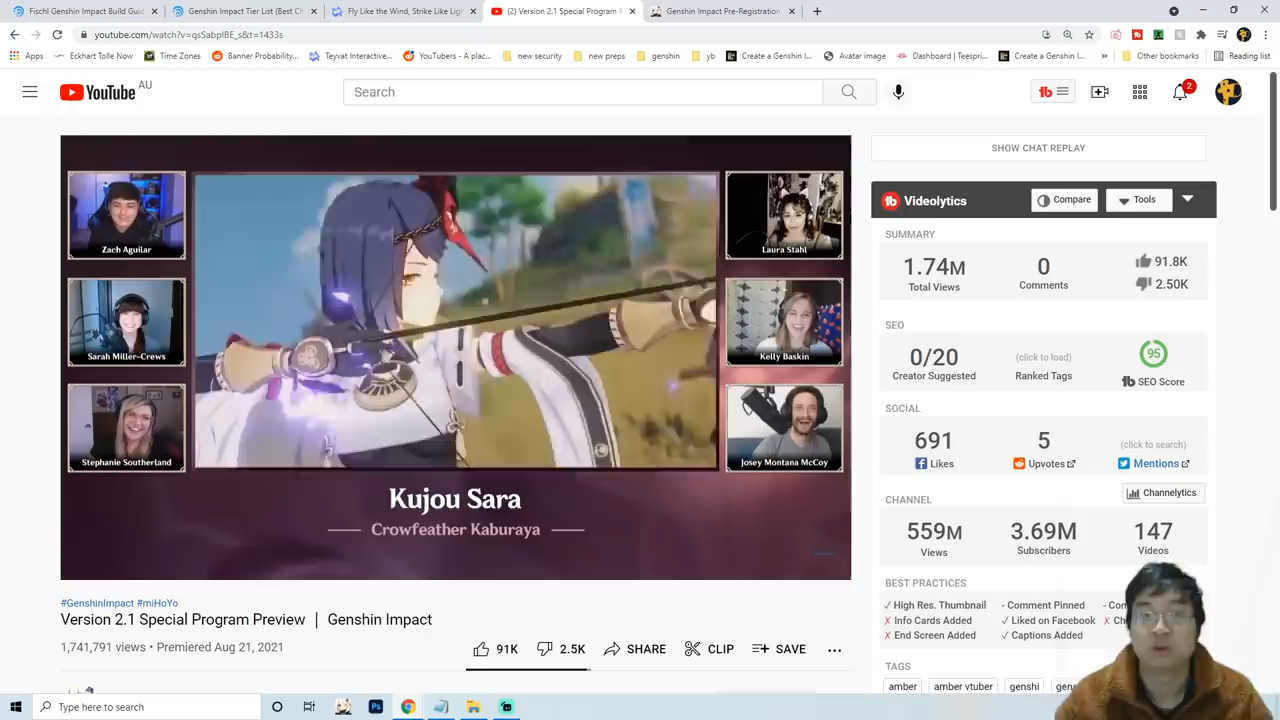 Fischl Genshin Impact Build Guid
Genshin Impact Tier List (Best Ch
Fly Like the Wind, Strike Like Ligh
(2) Version 2.1 Special Program P
Genshin Impact Pre-Registration
youtube.com/watch?v=qsSabpIBE_s&t=1433s
Apps
Eckhart Tolle Now
Time Zones
Banner Probability...
Teyvat Interactive...
YouTubers - A plac...
new security
new preps
genshin
yb
Create a Genshin I...
Avatar image
Dashboard | Teespri...
Create a Genshin I...
Other bookmarks
Reading list
YouTube
AU
Search
2
SHOW CHAT REPLAY
Zach Aguilar
Laura Stahl
Sarah Miller-Crews
Kelly Baskin
Stephanie Southerland
Josey Montana McCoy
Kujou Sara
Crowfeather Kaburaya
#GenshinImpact #miHoYo
Version 2.1 Special Program Preview | Genshin Impact
1,741,791 views • Premiered Aug 21, 2021
91K
2.5K
SHARE
CLIP
SAVE
tb Videolytics
Compare
Tools
SUMMARY
1.74M
Total Views
0
Comments
91.8K
2.50K
SEO
0/20
Creator Suggested
(click to load)
Ranked Tags
95
tb SEO Score
SOCIAL
691
Likes
5
Upvotes
(click to search)
Mentions
CHANNEL
Channelytics
559M
Views
3.69M
Subscribers
147
Videos
BEST PRACTICES
✓ High Res. Thumbnail
- Comment Pinned
- Con
X Info Cards Added
✓ Liked on Facebook
X Ch
X End Screen Added
✓ Captions Added
TAGS
amber
amber vtuber
genshi
gens
Type here to search